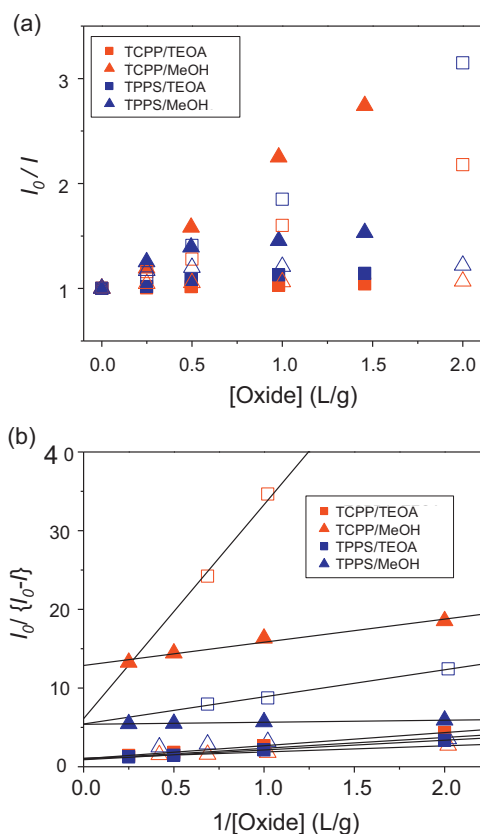 (a)
TCPP/TEOA
TCPP/MeOH
TPPS/TEOA
TPPS/MeOH
3
2
1
I0/I
0.0 0.5 1.0 1.5 2.0
[Oxide] (L/g)
(b)
40
30
20
10
0
I0/ {I0-I}
TCPP/TEOA
TCPP/MeOH
TPPS/TEOA
TPPS/MeOH
0.0 0.5 1.0 1.5 2.0
1/[Oxide] (L/g)